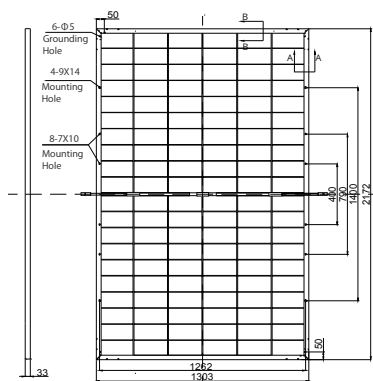 50
B
6-Φ5
Grounding
Hole
B
A
A
4-9X14
Mounting
Hole
8-7X10
Mounting
Hole
400
790
1400
2172
50
33
1262
1303